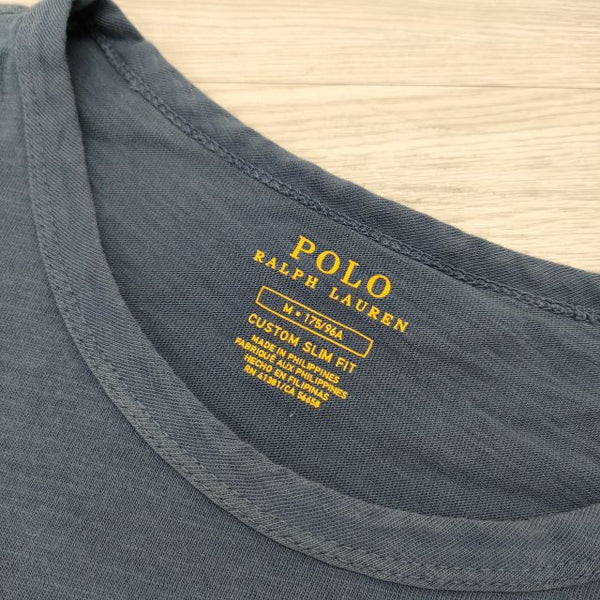 POLO
RALPH LAUREN
M • 175/96A
CUSTOM SLIM FIT
MADE IN PHILIPPINES
FABRIQUÉ AUX PHILIPPINES
HECHO EN FILIPINAS
RN 41381/CA 56658